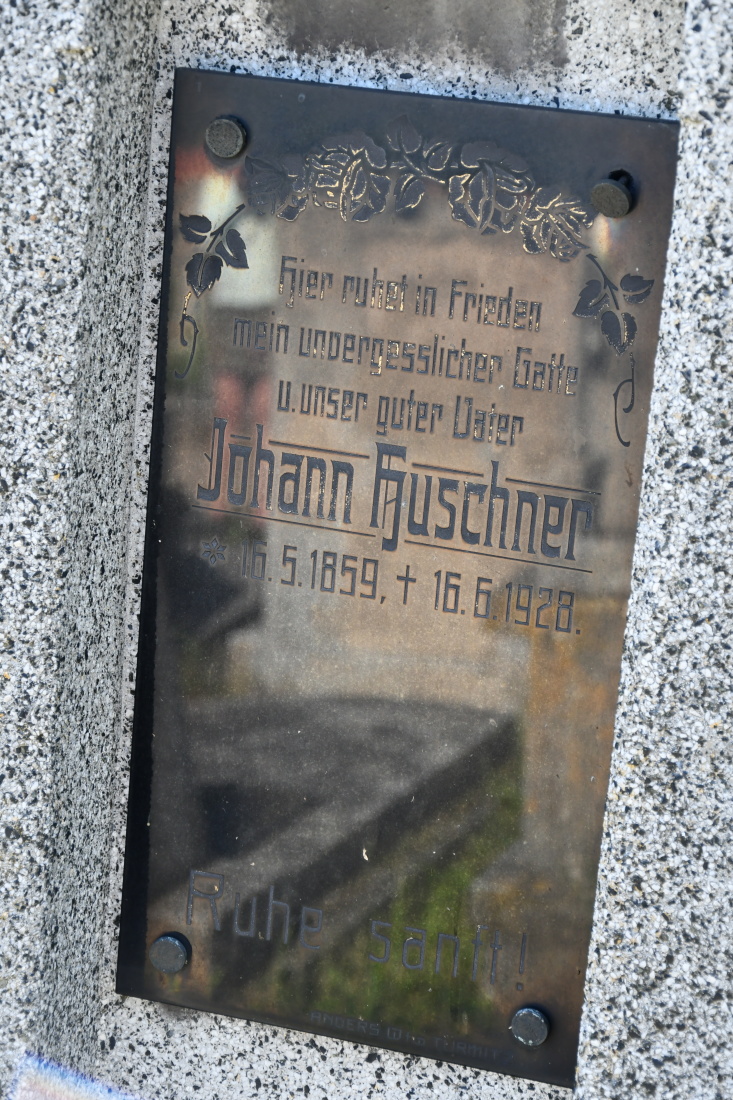 Hier ruhet in Frieden
mein unvergesslicher Gatte
u. unser guter Vater
Johann Huschner
* 16. 5. 1859, † 16. 6. 1928.
Ruhe sanft!
ANDERS